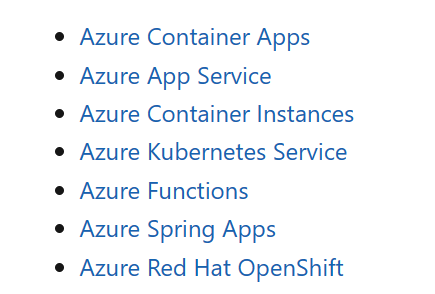 Azure Container Apps
Azure App Service
Azure Container Instances
Azure Kubernetes Service
Azure Functions
Azure Spring Apps
Azure Red Hat OpenShift